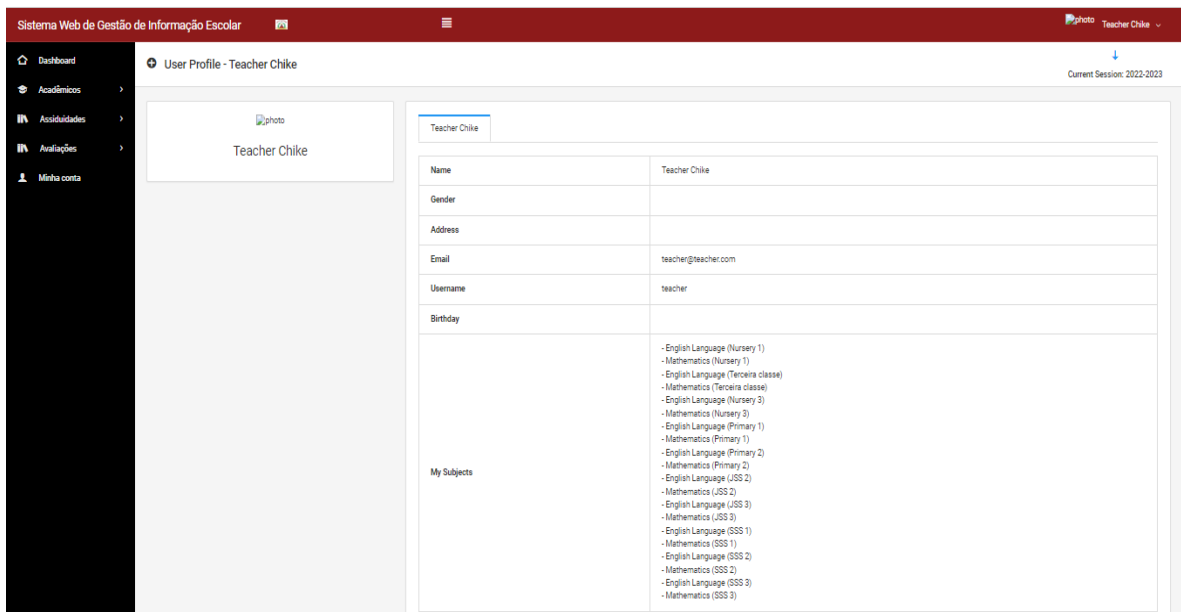 Sistema Web de Gestão de Informação Escolar
photo Teacher Chike
Dashboard
Acadêmicos
Assiduidades
Avaliações
Minha conta
User Profile - Teacher Chike
Current Session: 2022-2023
photo
Teacher Chike
Teacher Chike
Name Teacher Chike
Gender
Address
Email teacher@teacher.com
Username teacher
Birthday
My Subjects
- English Language (Nursery 1)
- Mathematics (Nursery 1)
- English Language (Terceira classe)
- Mathematics (Terceira classe)
- English Language (Nursery 3)
- Mathematics (Nursery 3)
- English Language (Primary 1)
- Mathematics (Primary 1)
- English Language (Primary 2)
- Mathematics (Primary 2)
- English Language (JSS 2)
- Mathematics (JSS 2)
- English Language (JSS 3)
- Mathematics (JSS 3)
- English Language (SSS 1)
- Mathematics (SSS 1)
- English Language (SSS 2)
- Mathematics (SSS 2)
- English Language (SSS 3)
- Mathematics (SSS 3)